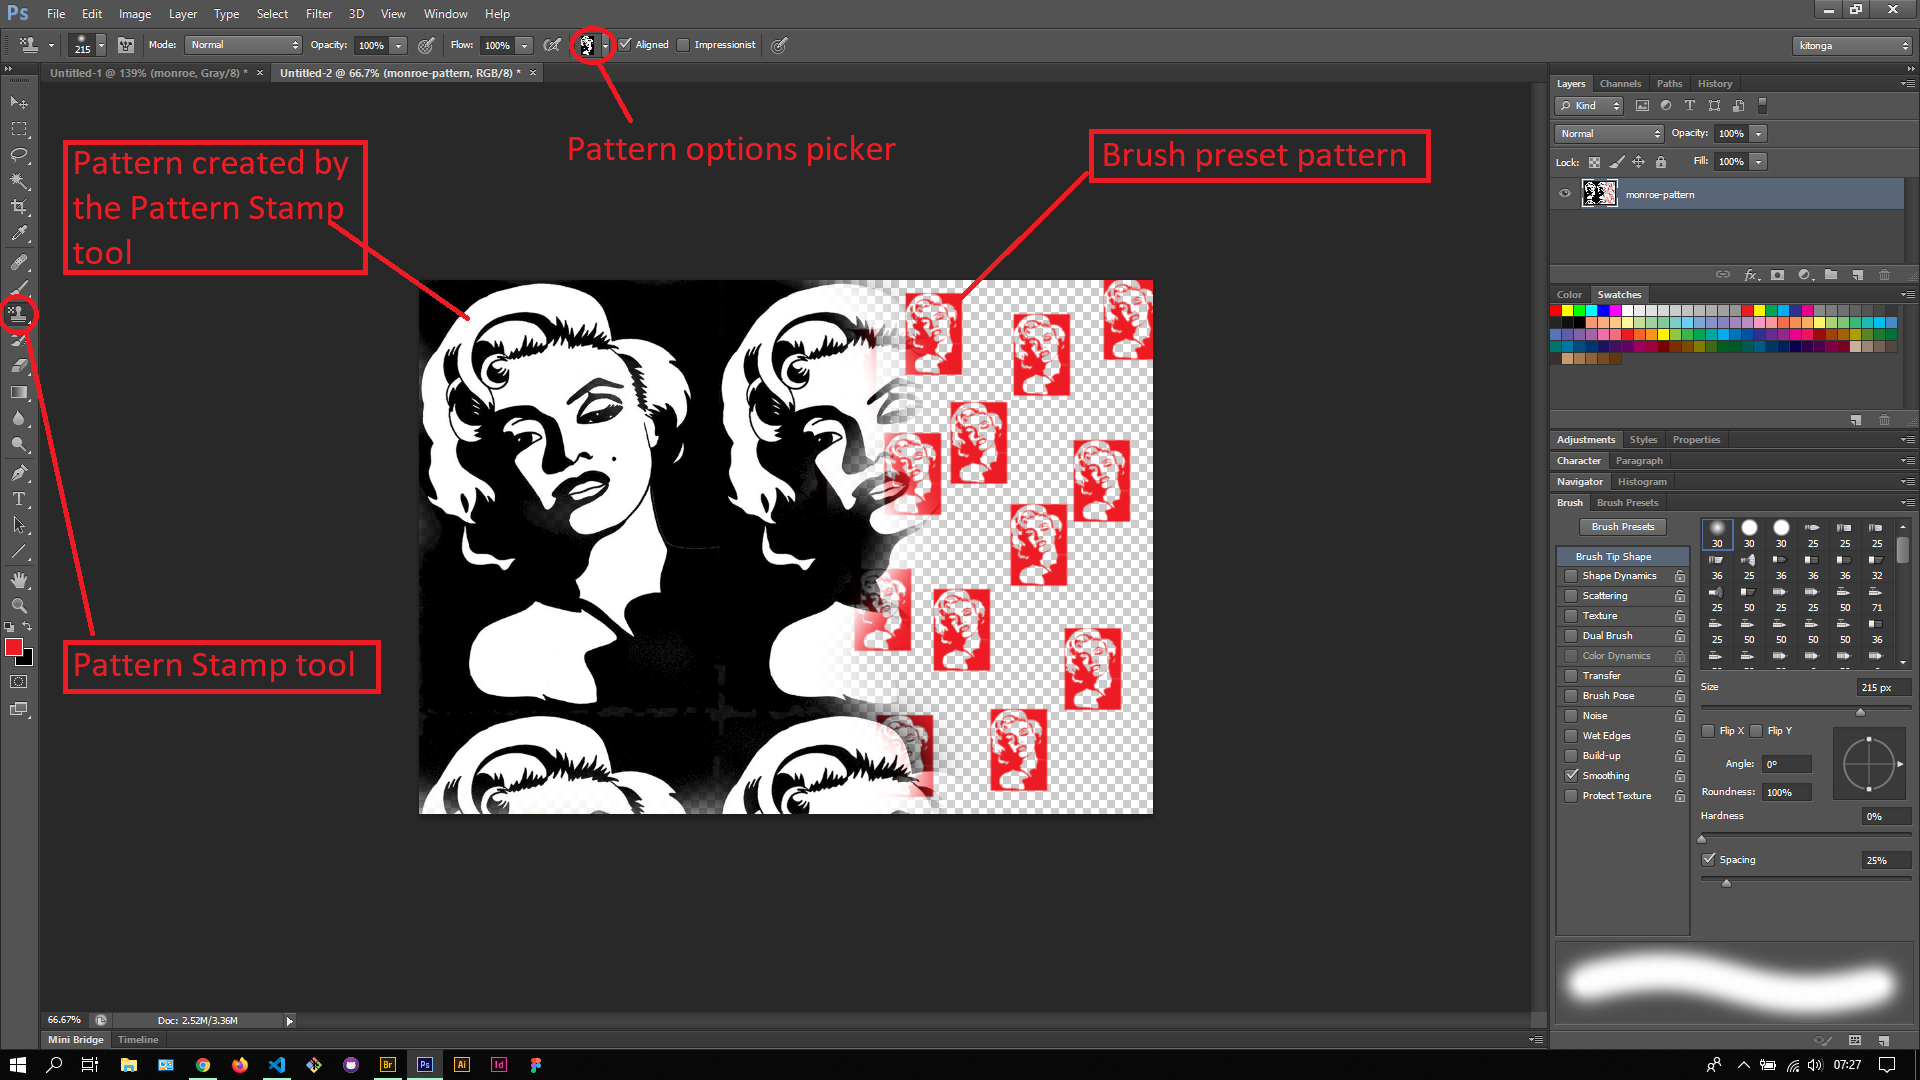 Ps File Edit Image Layer Type Select Filter 3D View Window Help
215 Mode: Normal Opacity: 100% Flow: 100% Aligned Impressionist kitonga
Untitled-1 @ 139% (monroe, Gray/8) * × Untitled-2 @ 66.7% (monroe-pattern, RGB/8) * ×
Pattern options picker
Brush preset pattern
Pattern created by
the Pattern Stamp
tool
Pattern Stamp tool
T
Layers Channels Paths History
Kind T
Normal Opacity: 100%
Lock: Fill: 100%
monroe-pattern
fx
Color Swatches
Adjustments Styles Properties
Character Paragraph
Navigator Histogram
Brush Brush Presets
Brush Presets
Brush Tip Shape
Shape Dynamics
Scattering
Texture
Dual Brush
Color Dynamics
Transfer
Brush Pose
Noise
Wet Edges
Build-up
Smoothing
Protect Texture
30 30 30 25 25 25
36 25 36 36 36 32
25 50 25 25 50 71
25 50 50 50 50 36
Size 215 px
Flip X Flip Y
Angle: 0º
Roundness: 100%
Hardness 0%
Spacing 25%
66.67% Doc: 2.52M/3.36M
Mini Bridge Timeline
Br Ps Ai Id 07:27